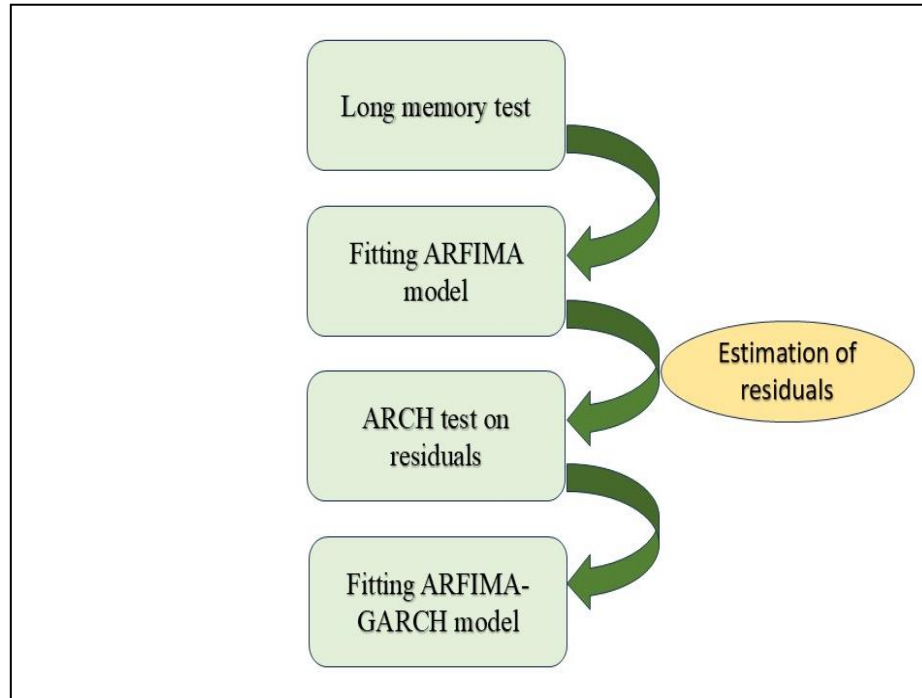 Long memory test
Fitting ARFIMA
model
Estimation of
residuals
ARCH test on
residuals
Fitting ARFIMA-
GARCH model